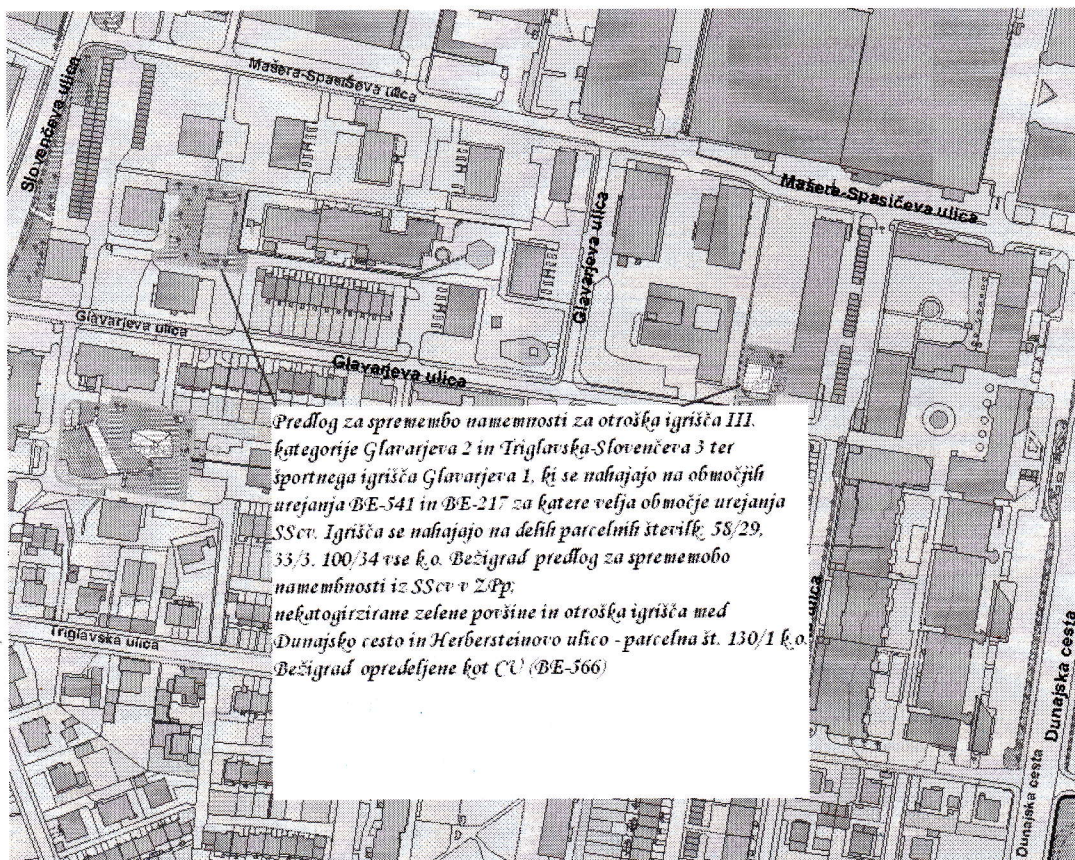 Mašera-Spasičeva ulica
Slovenčeva ulica
Mašera-Spasičeva ulica
Glavarjeva ulica
Glavarjeva ulica
Glavarjeva ulica
Predlog za spremembo namemnosti za otroška igrišča III.
kategorije Glavarjeva 2 in Triglavska-Slovenčeva 3 ter
športnega igrišča Glavarjeva 1, ki se nahajajo na območjih
urejanja BE-541 in BE-217 za katere velja območje urejanja
SScv. Igrišča se nahajajo na delih parcelnih številk: 58/29,
33/3, 100/34 vse k.o. Bežigrad predlog za sprememobo
namembnosti iz SScv v ZPp;
nekatogirzirane zelene povšine in otroška igrišča med
Dunajsko cesto in Herbersteinovo ulico - parcelna št. 130/1 k.o.
Bežigrad opredeljene kot CU (BE-566)
Triglavska ulica
ulica
Dunajska cesta
Dunajska cesta